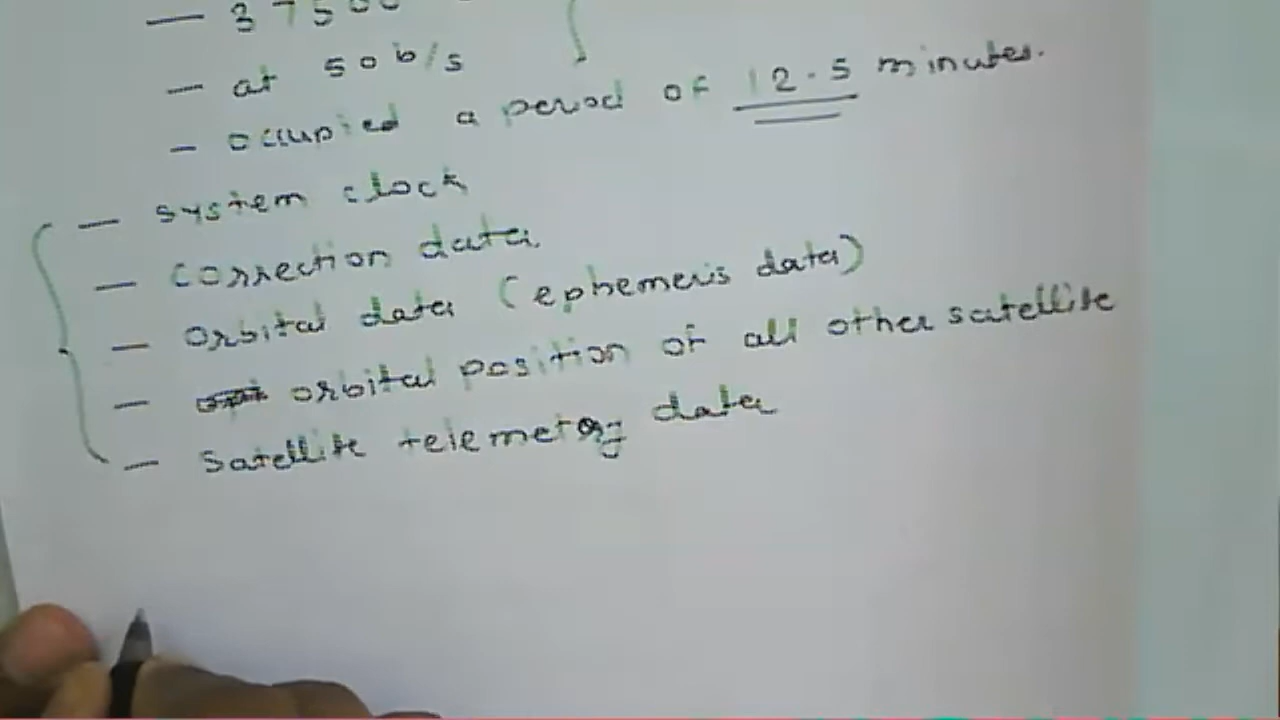 — 37500
— at 50 b/s
— occupied a period of 12.5 minutes.
— system clock
— correction data
— orbital data (ephemeris data)
— orbital position of all other satellite
— satellite telemetry data